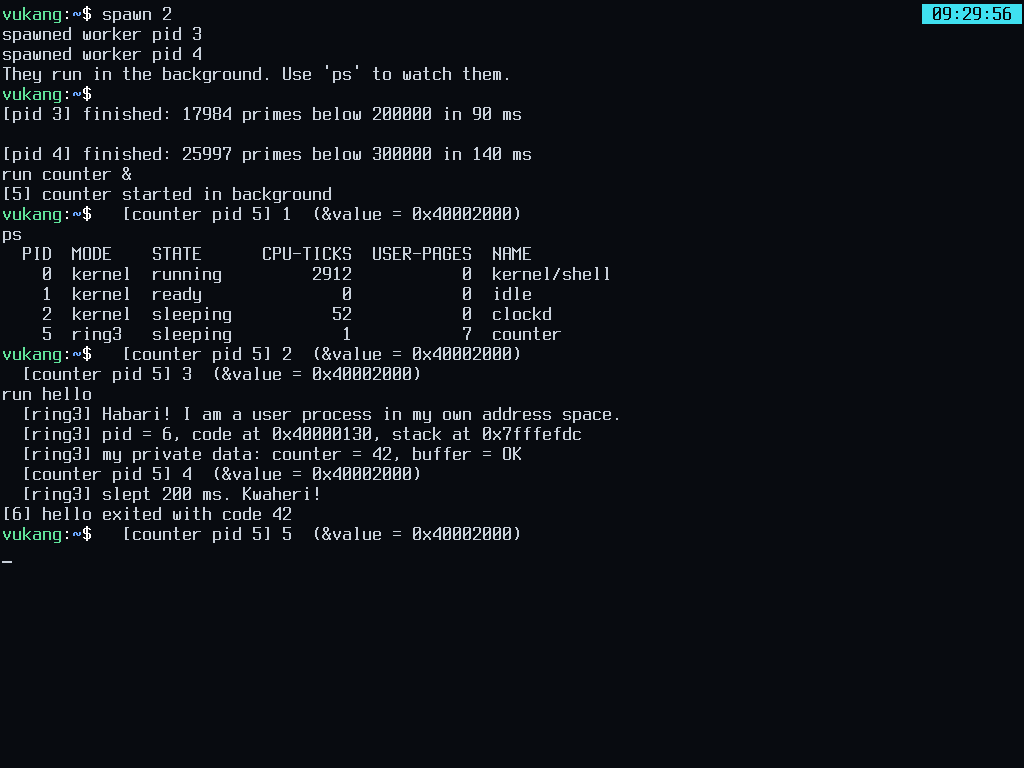 vukang:~$ spawn 2
09:29:56
spawned worker pid 3
spawned worker pid 4
They run in the background. Use 'ps' to watch them.
vukang:~$
[pid 3] finished: 17984 primes below 200000 in 90 ms
[pid 4] finished: 25997 primes below 300000 in 140 ms
run counter &
[5] counter started in background
vukang:~$   [counter pid 5] 1  (&value = 0x40002000)
ps
  PID  MODE    STATE      CPU-TICKS  USER-PAGES  NAME
    0  kernel  running         2912           0  kernel/shell
    1  kernel  ready              0           0  idle
    2  kernel  sleeping          52           0  clockd
    5  ring3   sleeping           1           7  counter
vukang:~$   [counter pid 5] 2  (&value = 0x40002000)
  [counter pid 5] 3  (&value = 0x40002000)
run hello
  [ring3] Habari! I am a user process in my own address space.
  [ring3] pid = 6, code at 0x40000130, stack at 0x7fffefdc
  [ring3] my private data: counter = 42, buffer = OK
  [counter pid 5] 4  (&value = 0x40002000)
  [ring3] slept 200 ms. Kwaheri!
[6] hello exited with code 42
vukang:~$   [counter pid 5] 5  (&value = 0x40002000)
_